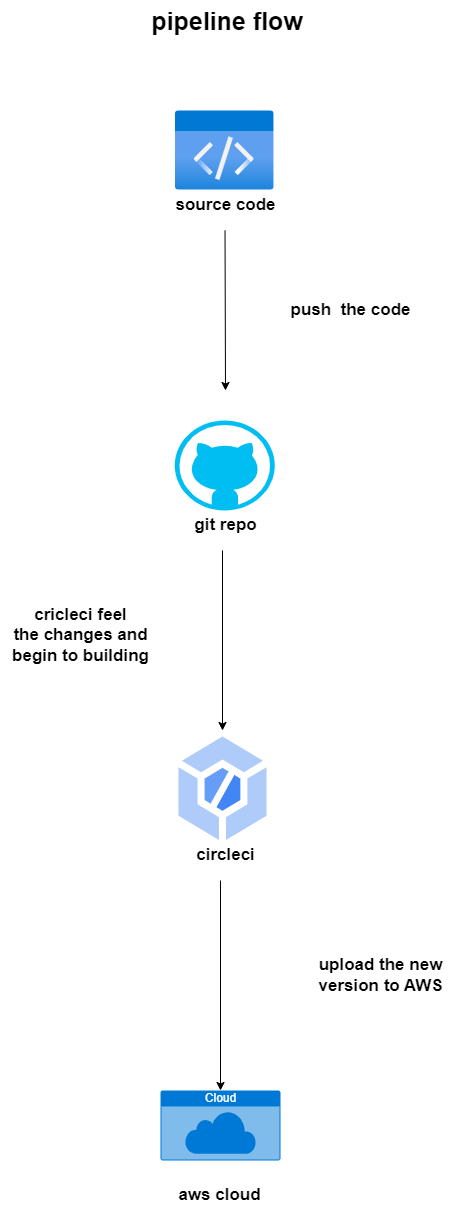 pipeline flow
source code
push  the code
git repo
cricleci feel
the changes and
begin to building
circleci
upload the new
version to AWS
Cloud
aws cloud